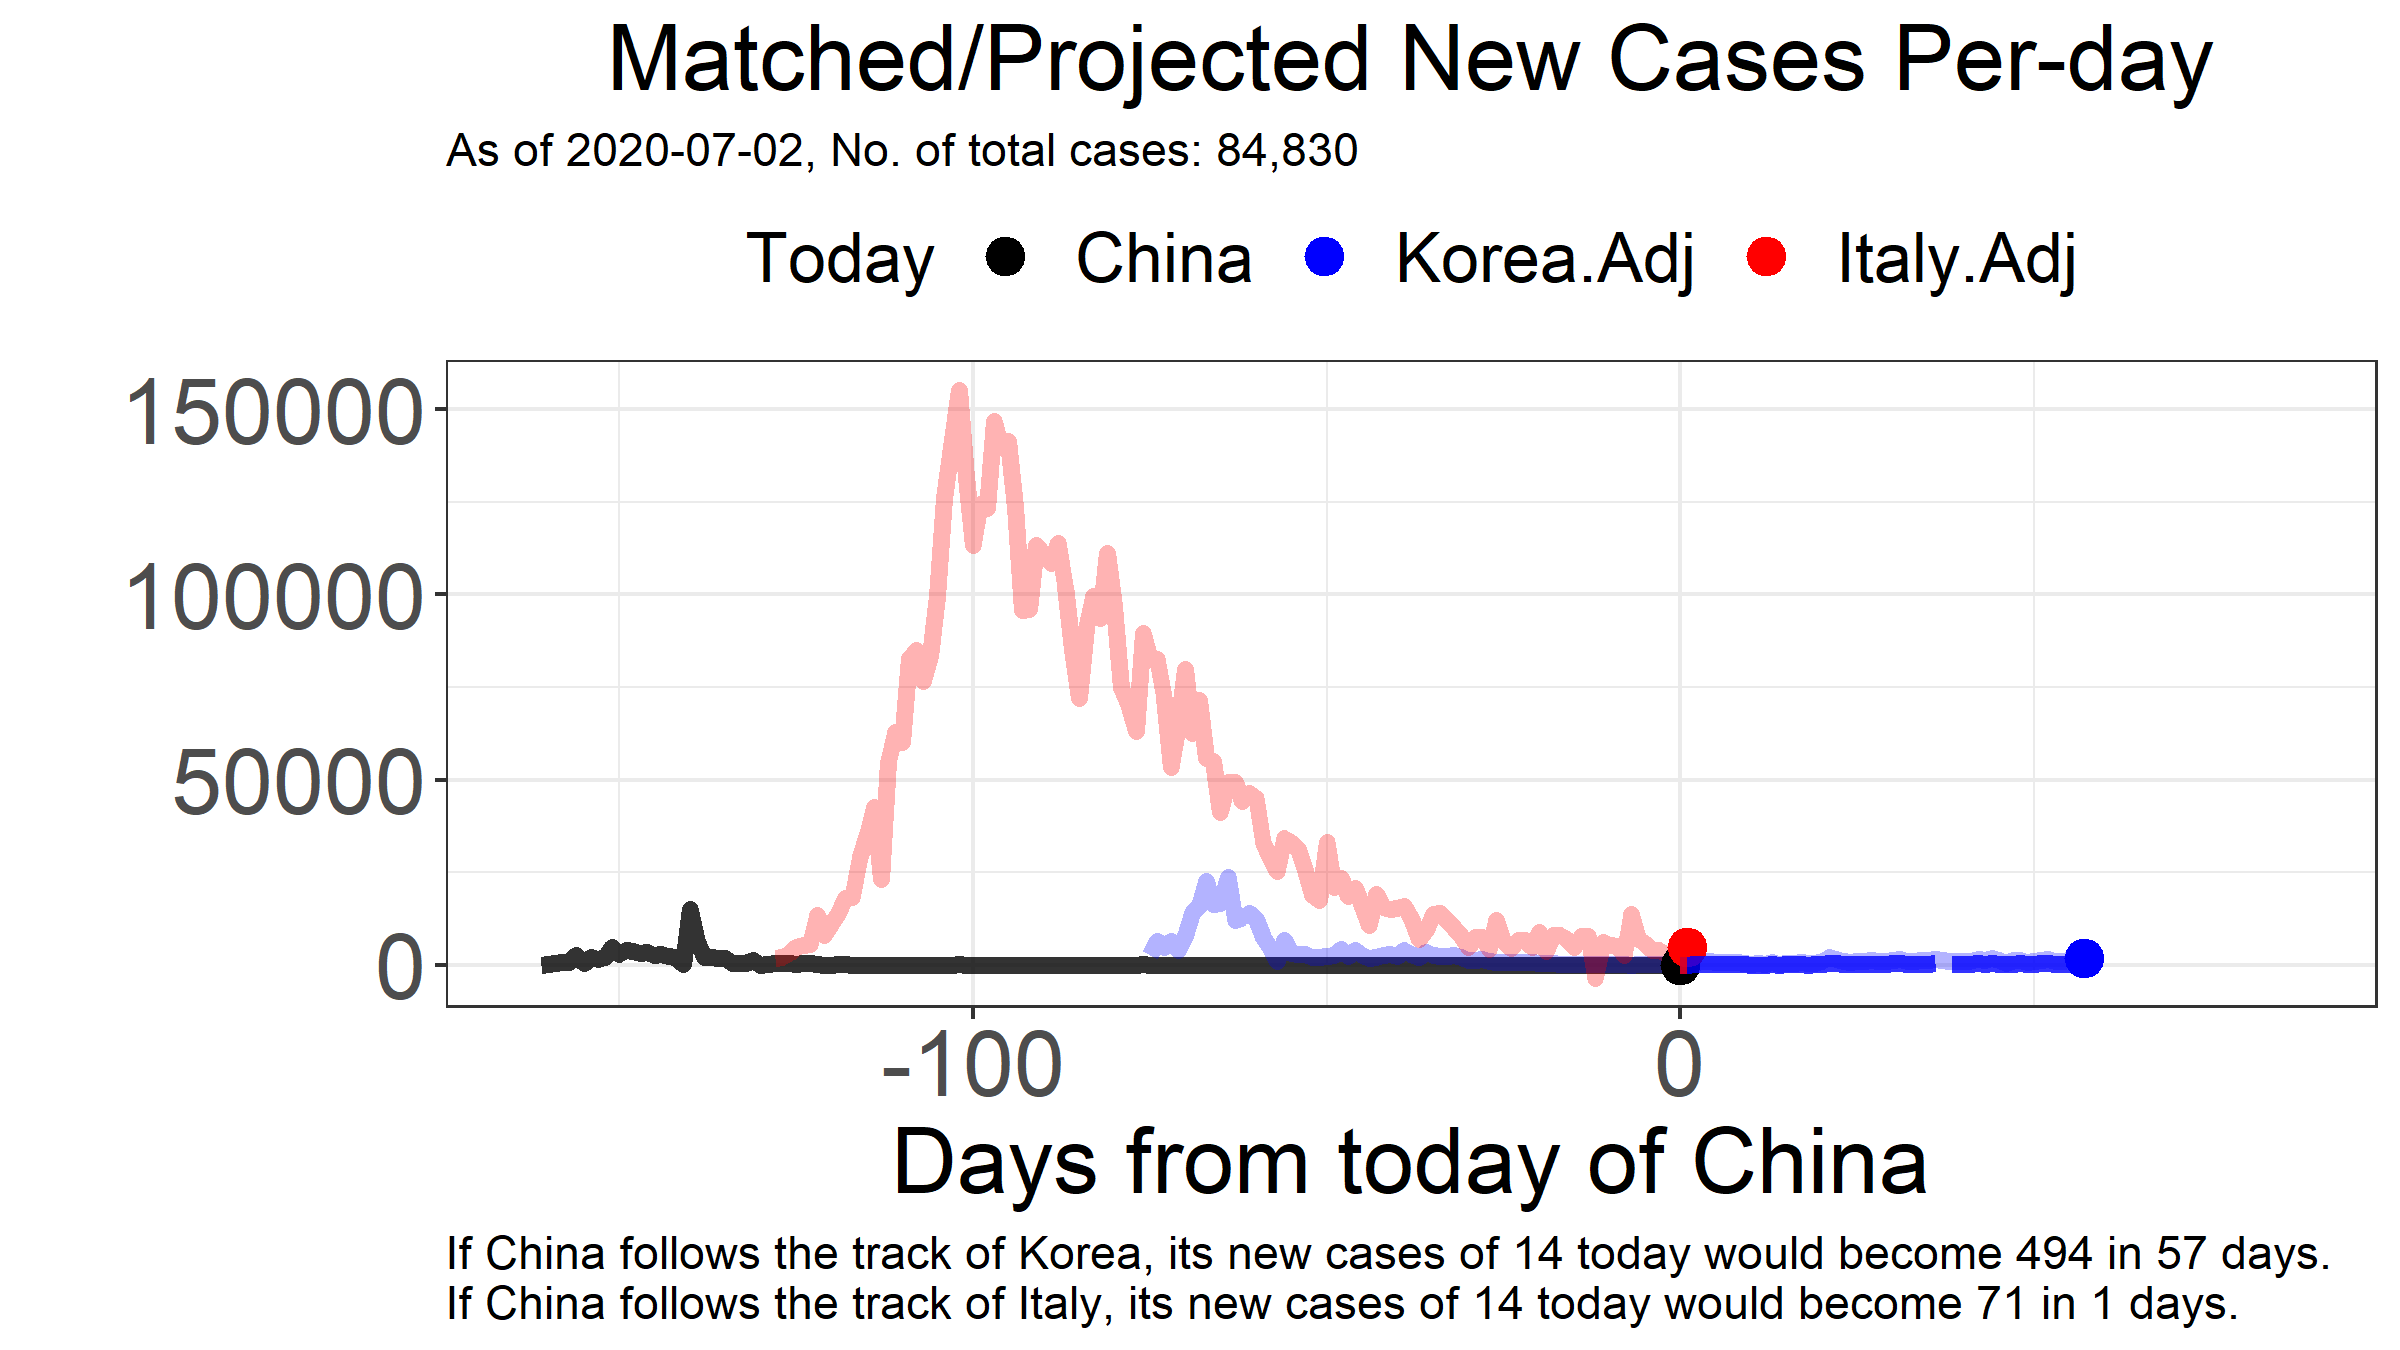 Matched/Projected New Cases Per-day
As of 2020-07-02, No. of total cases: 84,830
Today China Korea.Adj Italy.Adj
150000
100000
50000
0
-100 0
Days from today of China
If China follows the track of Korea, its new cases of 14 today would become 494 in 57 days.
If China follows the track of Italy, its new cases of 14 today would become 71 in 1 days.